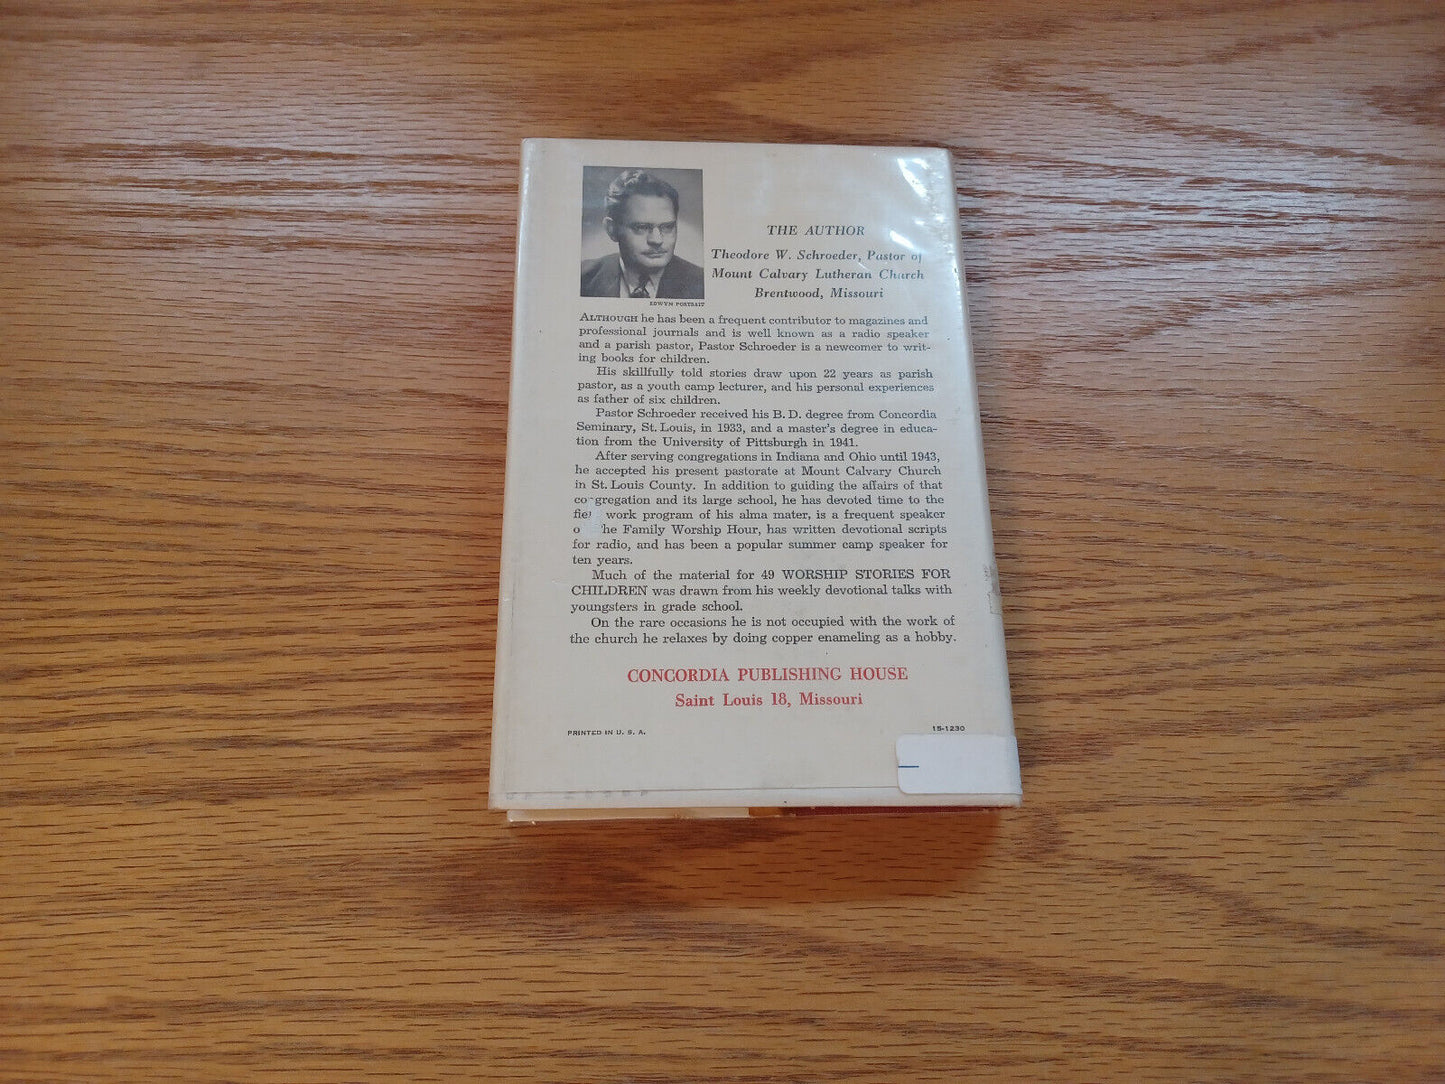 EDWYN PORTRAIT
THE AUTHOR
Theodore W. Schroeder, Pastor of
Mount Calvary Lutheran Church
Brentwood, Missouri
ALTHOUGH he has been a frequent contributor to magazines and
professional journals and is well known as a radio speaker
and a parish pastor, Pastor Schroeder is a newcomer to writ-
ing books for children.
His skillfully told stories draw upon 22 years as parish
pastor, as a youth camp lecturer, and his personal experiences
as father of six children.
Pastor Schroeder received his B. D. degree from Concordia
Seminary, St. Louis, in 1933, and a master's degree in educa-
tion from the University of Pittsburgh in 1941.
After serving congregations in Indiana and Ohio until 1943,
he accepted his present pastorate at Mount Calvary Church
in St. Louis County. In addition to guiding the affairs of that
congregation and its large school, he has devoted time to the
work program of his alma mater, is a frequent speaker
The Family Worship Hour, has written devotional scripts
for radio, and has been a popular summer camp speaker for
ten years.
Much of the material for 49 WORSHIP STORIES FOR
CHILDREN was drawn from his weekly devotional talks with
youngsters in grade school.
On the rare occasions he is not occupied with the work of
the church he relaxes by doing copper enameling as a hobby.
CONCORDIA PUBLISHING HOUSE
Saint Louis 18, Missouri
PRINTED IN U. S. A.
15-1230